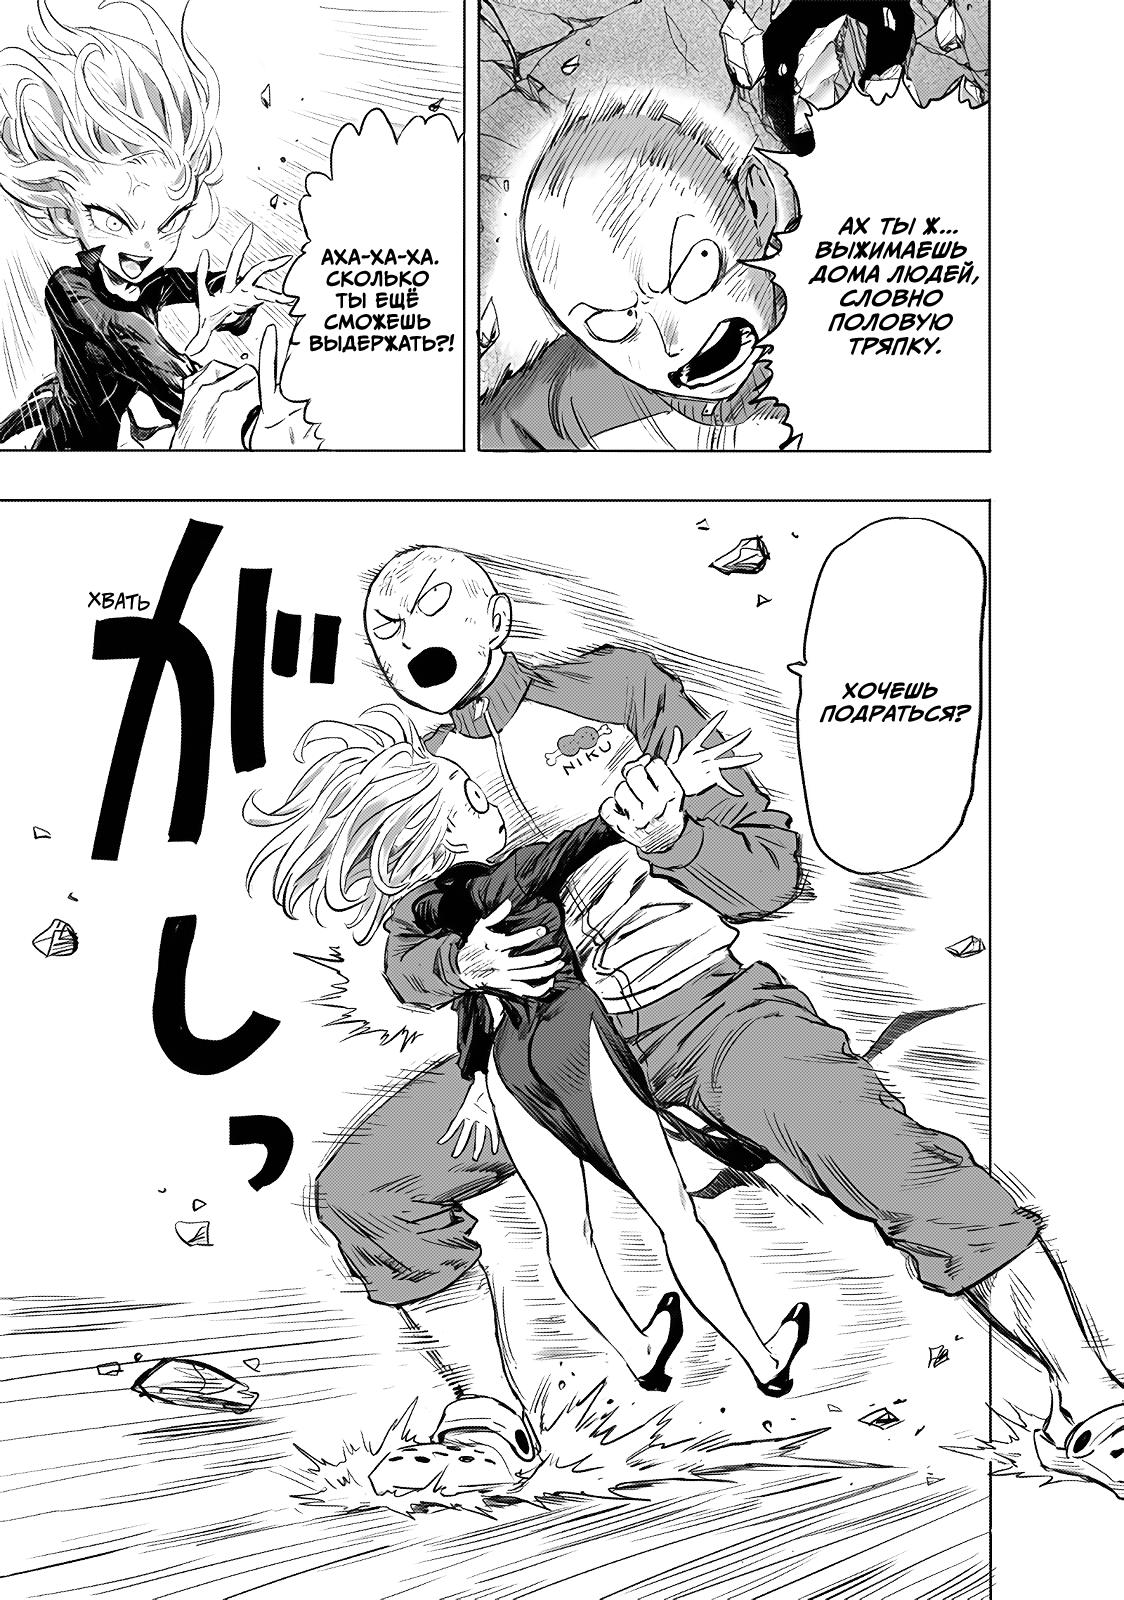 АХ ТЫ Ж...
ВЫЖИМАЕШЬ
ДОМА ЛЮДЕЙ,
СЛОВНО
ПОЛОВУЮ
ТРЯПКУ.
АХА-ХА-ХА.
СКОЛЬКО
ТЫ ЕЩЁ
СМОЖЕШЬ
ВЫДЕРЖАТЬ?!
ХОЧЕШЬ
ПОДРАТЬСЯ?
NIKU
ХВАТЬ
がしっ